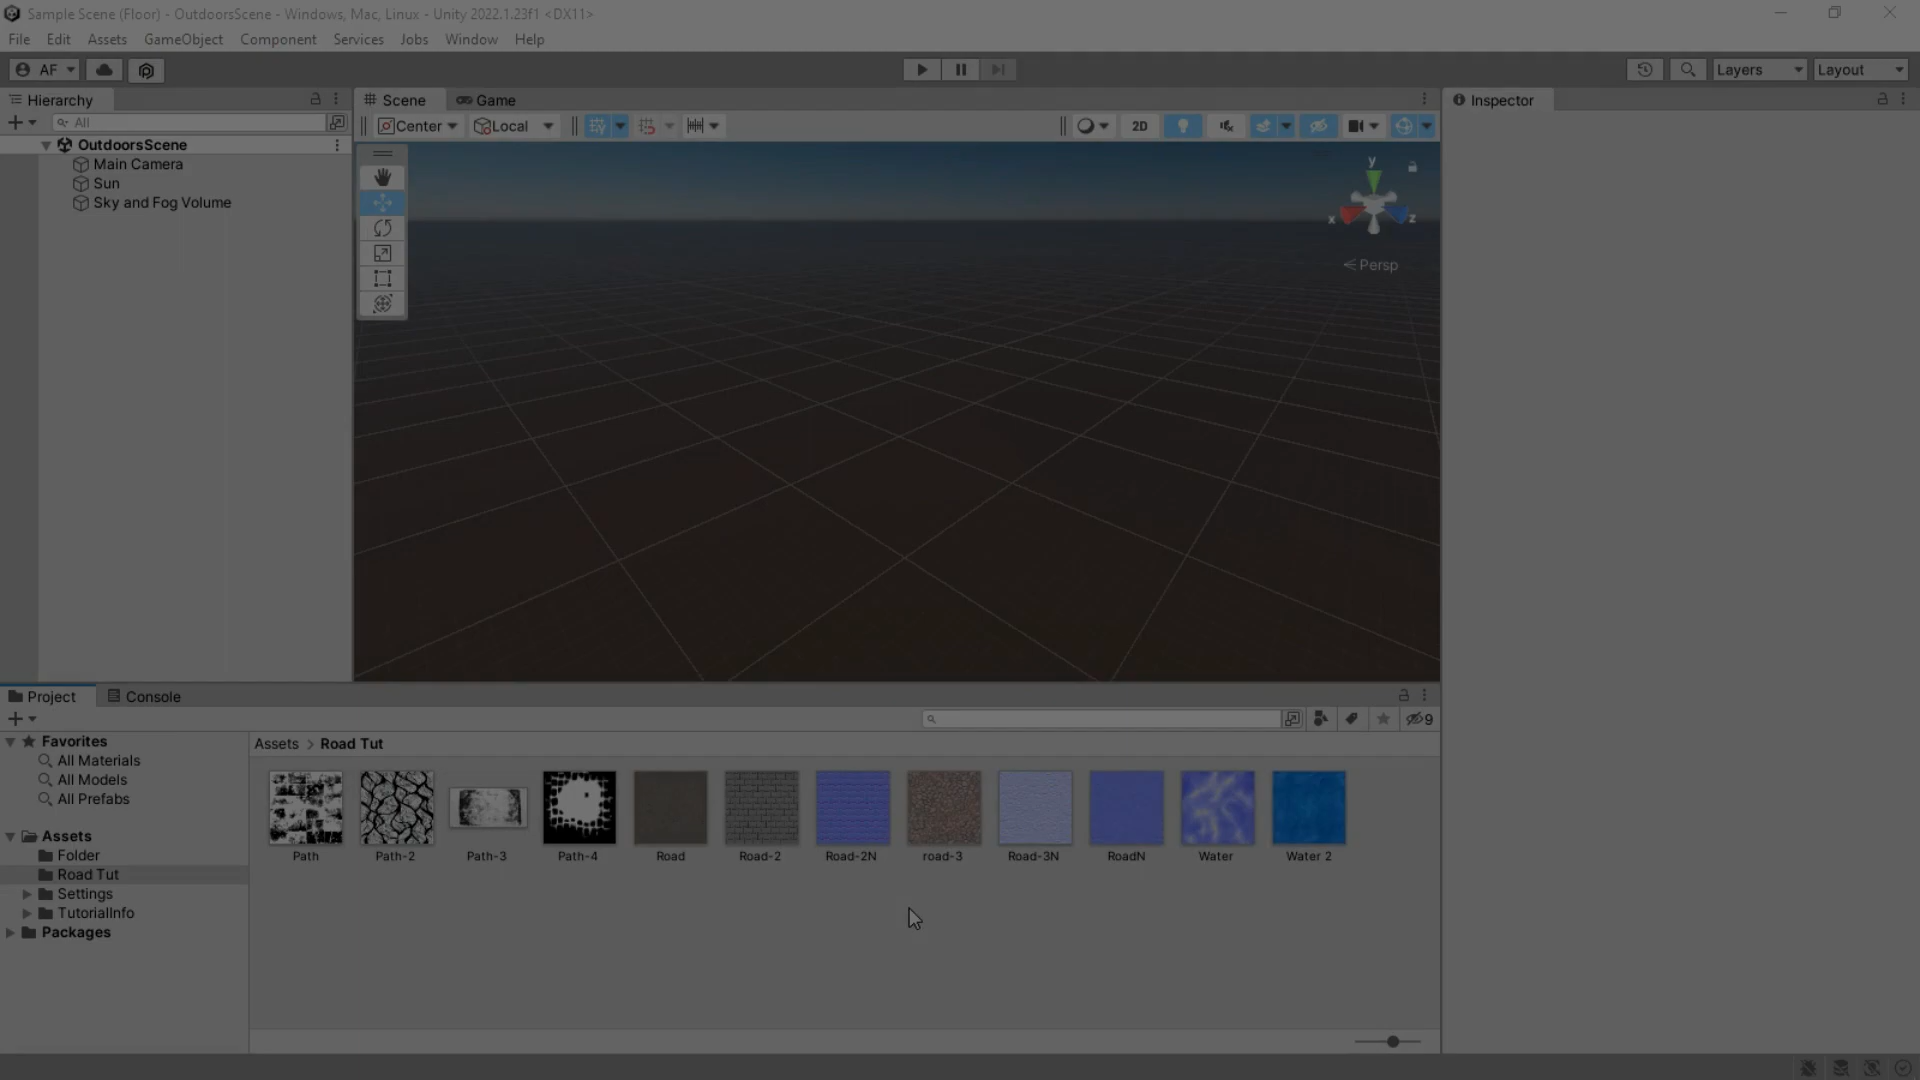 Sample Scene (Floor) - OutdoorsScene - Windows, Mac, Linux - Unity 2022.1.23f1 <DX11>
File Edit Assets GameObject Component Services Jobs Window Help
AF Layers Layout
Hierarchy
All
OutdoorsScene
Main Camera
Sun
Sky and Fog Volume
Scene Game
Center Local 2D
y
x z
Persp
Inspector
Project Console
9
Favorites
All Materials
All Models
All Prefabs
Assets
Folder
Road Tut
Settings
TutorialInfo
Packages
Assets > Road Tut
Path Path-2 Path-3 Path-4 Road Road-2 Road-2N road-3 Road-3N RoadN Water Water 2